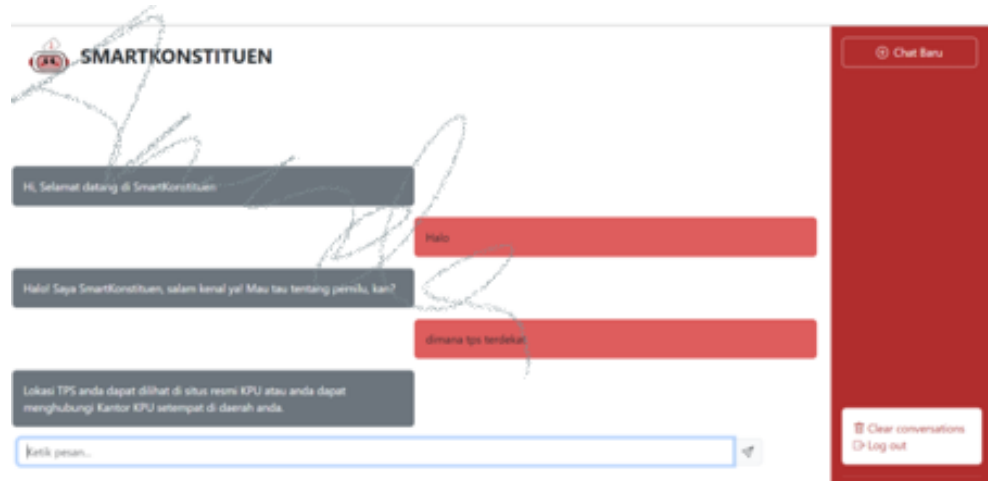 SMARTKONSTITUEN
Chat Baru
Hi, Selamat datang di SmartKonstituen
Halo
Halo! Saya SmartKonstituen, salam kenal ya! Mau tau tentang pemilu, kan?
dimana tps terdekat
Lokasi TPS anda dapat dilihat di situs resmi KPU atau anda dapat
menghubungi Kantor KPU setempat di daerah anda.
Ketik pesan...
Clear conversations
Log out